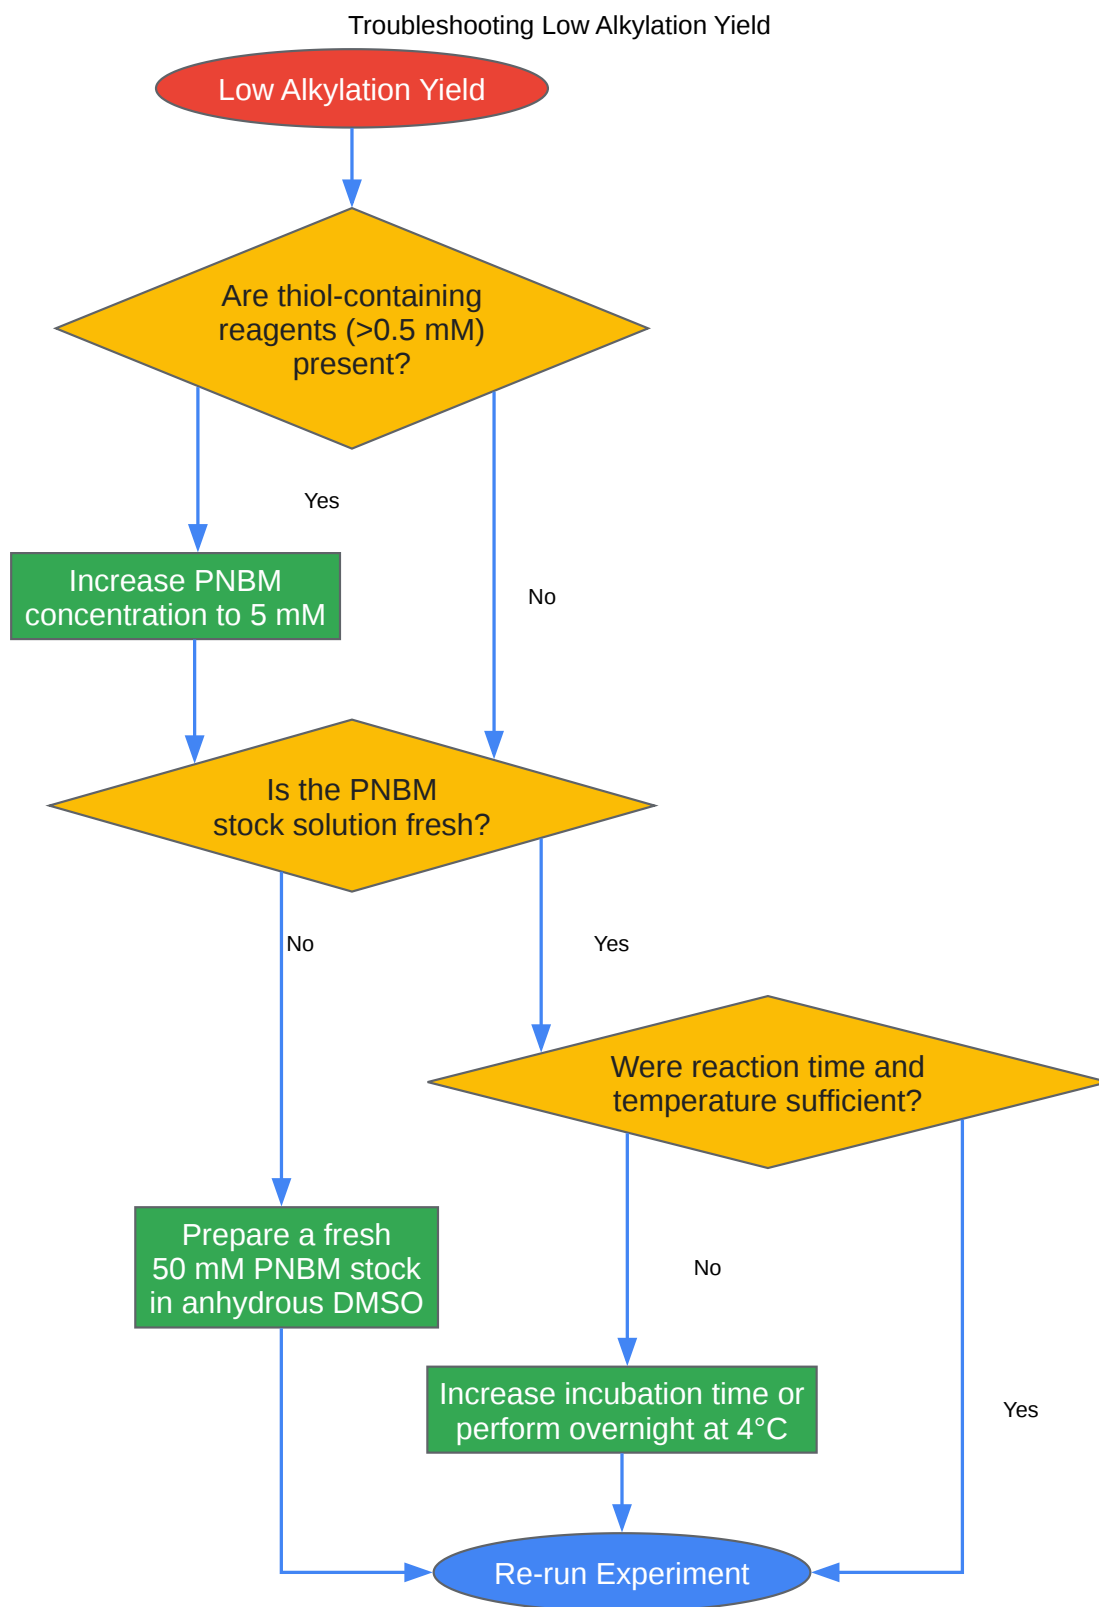 Troubleshooting Low Alkylation Yield
Low Alkylation Yield
Are thiol-containing
reagents (>0.5 mM)
present?
Yes
No
Increase PNBM
concentration to 5 mM
Is the PNBM
stock solution fresh?
No
Yes
Were reaction time and
temperature sufficient?
Prepare a fresh
50 mM PNBM stock
in anhydrous DMSO
No
Increase incubation time or
perform overnight at 4°C
Yes
Re-run Experiment